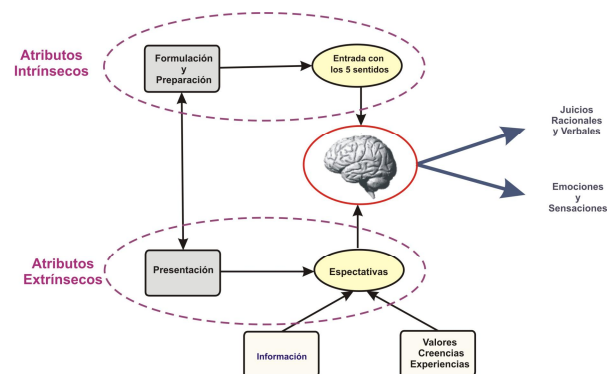 Atributos
Intrínsecos
Formulación
y
Preparación
Entrada con
los 5 sentidos
Juicios
Racionales
y Verbales
Emociones
y
Sensaciones
Atributos
Extrínsecos
Presentación
Espectativas
Información
Valores
Creencias
Experiencias